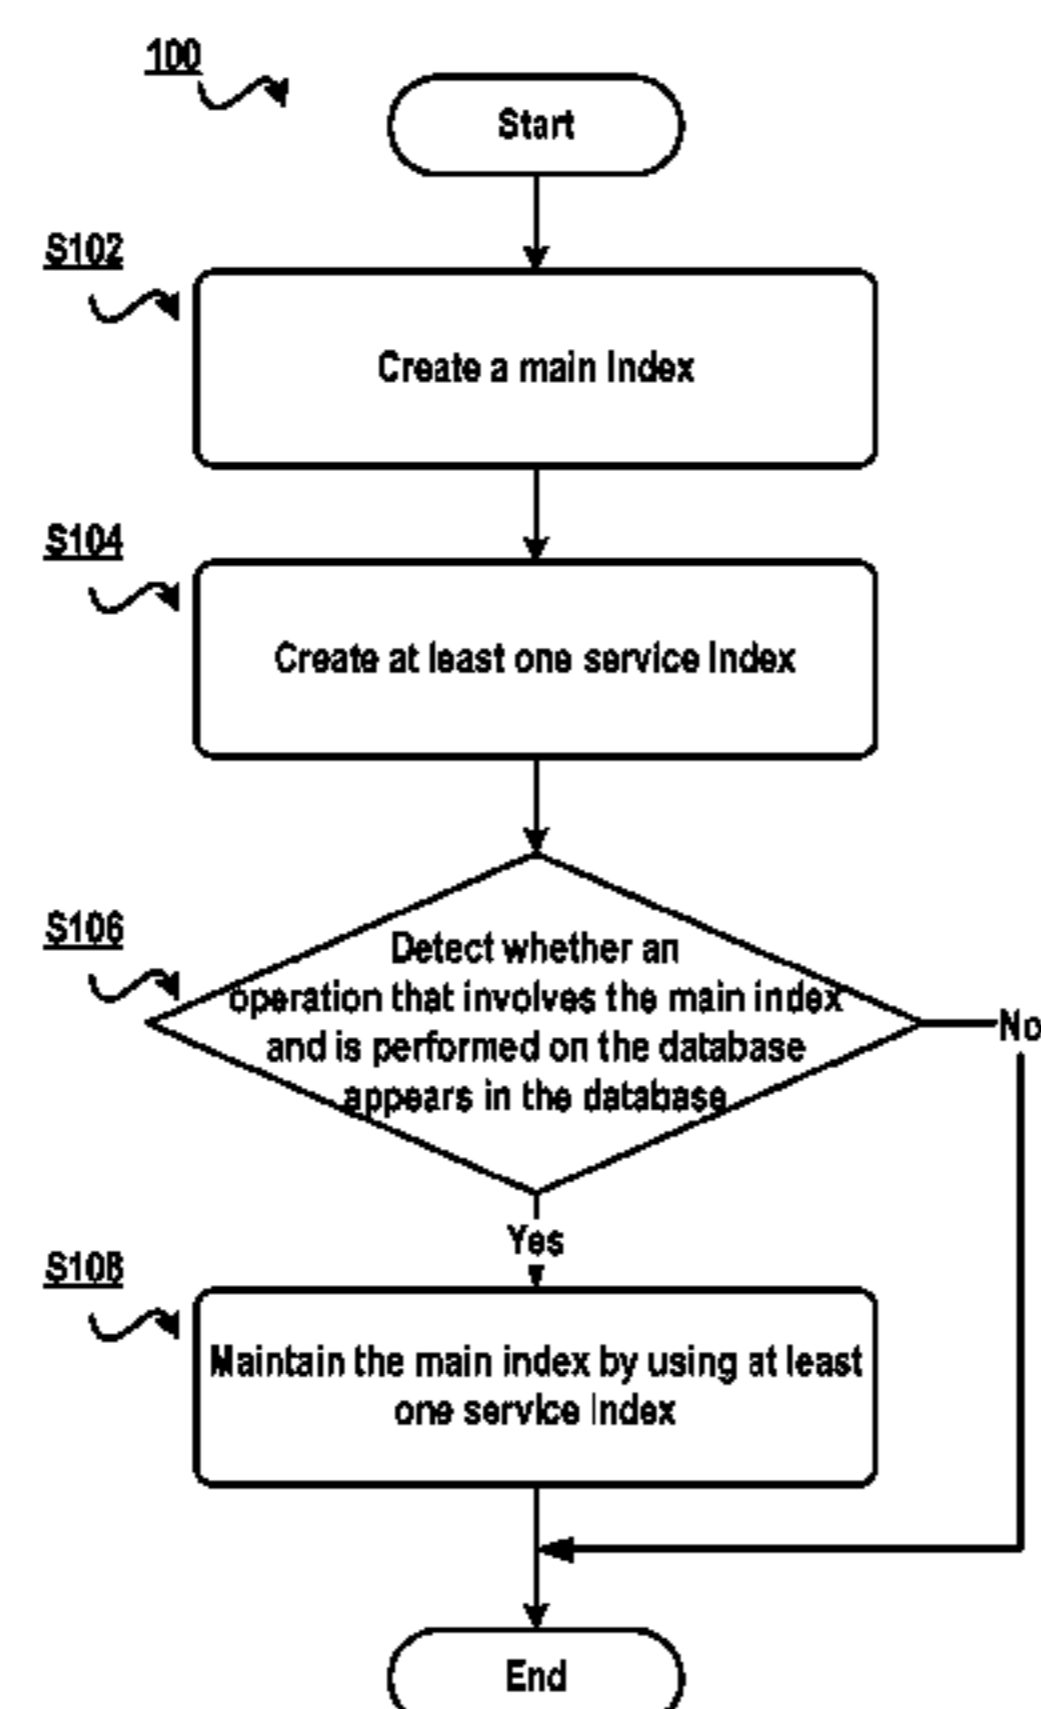 100
Start
S102
Create a main index
S104
Create at least one service index
S106
Detect whether an
operation that involves the main index
and is performed on the database
appears in the database
No
Yes
S108
Maintain the main index by using at least
one service index
End